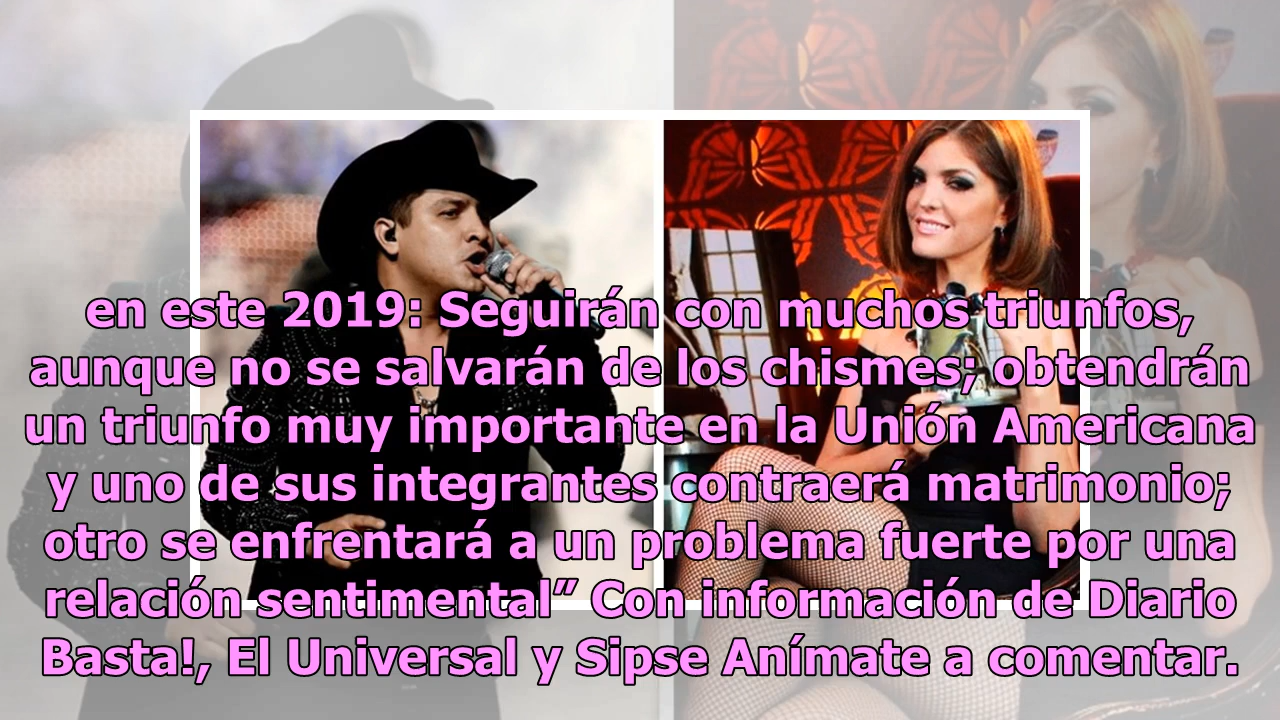 en este 2019: Seguirán con muchos triunfos,
aunque no se salvarán de los chismes; obtendrán
un triunfo muy importante en la Unión Americana
y uno de sus integrantes contraerá matrimonio;
otro se enfrentará a un problema fuerte por una
relación sentimental” Con información de Diario
Basta!, El Universal y Sipse Anímate a comentar.